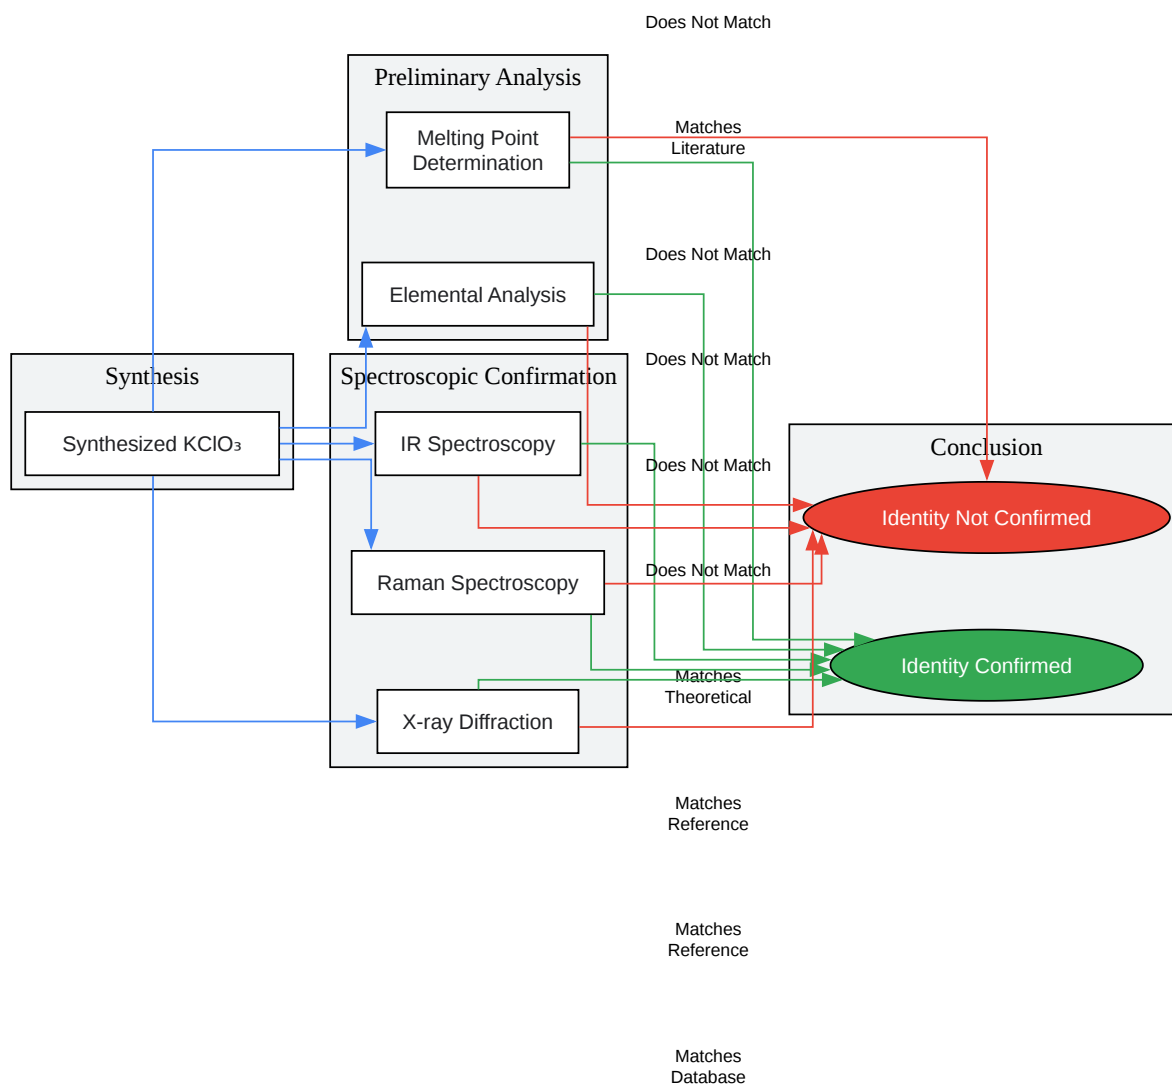 Does Not Match
Preliminary Analysis
Melting Point
Determination
Matches
Literature
Does Not Match
Elemental Analysis
Does Not Match
Synthesis
Synthesized KClO₃
Spectroscopic Confirmation
IR Spectroscopy
Does Not Match
Conclusion
Identity Not Confirmed
Raman Spectroscopy
Does Not Match
Identity Confirmed
Matches
Theoretical
X-ray Diffraction
Matches
Reference
Matches
Reference
Matches
Database